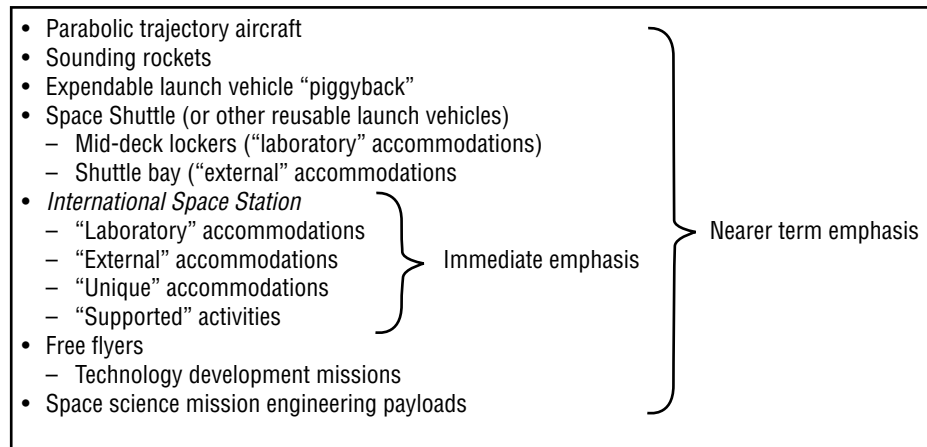 • Parabolic trajectory aircraft
• Sounding rockets
• Expendable launch vehicle “piggyback”
• Space Shuttle (or other reusable launch vehicles)
– Mid-deck lockers (“laboratory” accommodations)
– Shuttle bay (“external” accommodations
• International Space Station
– “Laboratory” accommodations
– “External” accommodations
– “Unique” accommodations
– “Supported” activities
• Free flyers
– Technology development missions
• Space science mission engineering payloads
Immediate emphasis
Nearer term emphasis